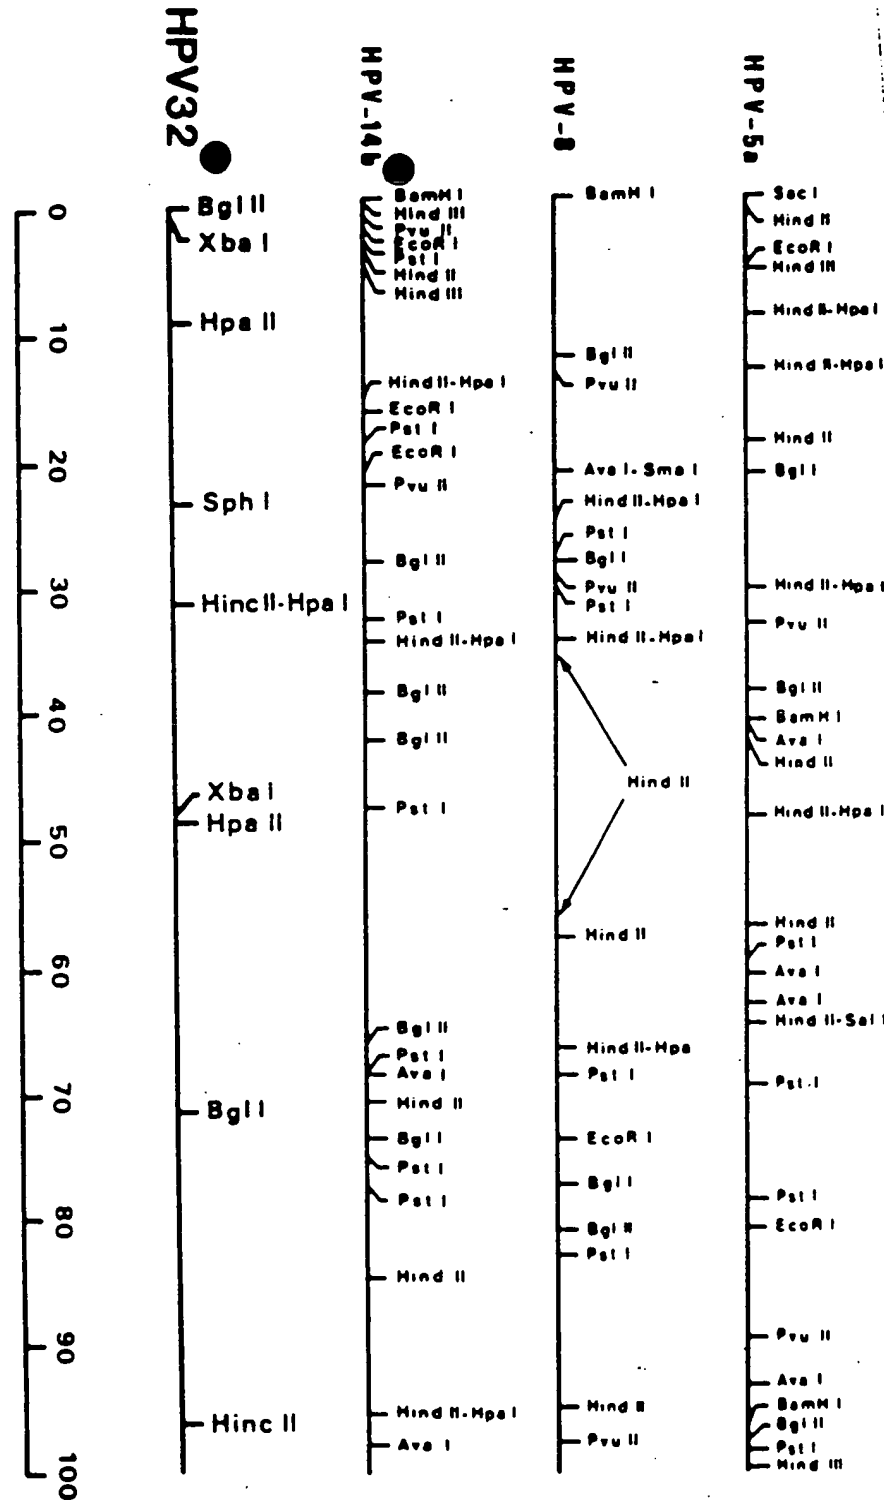 HPV32
Bgl II
Xba I
Hpa II
Sph I
Hinc II-Hpa I
Xba I
Hpa II
Bgl I
Hinc II
0
10
20
30
40
50
60
70
80
90
100
HPV-14b
BamH I
Hind III
Pvu II
EcoR I
Pst I
Hind II
Hind III
Hind II-Hpa I
EcoR I
Pst I
EcoR I
Pvu II
Bgl II
Pst I
Hind II-Hpa I
Bgl II
Bgl II
Pst I
Bgl II
Pst I
Ava I
Hind II
Bgl I
Pst I
Pst I
Hind II
Hind II-Hpa I
Ava I
HPV-8
BamH I
Bgl II
Pvu II
Ava I-Sma I
Hind II-Hpa I
Pst I
Bgl I
Pvu II
Pst I
Hind II-Hpa I
Hind II
Hind II
Hind II-Hpa
Pst I
EcoR I
Bgl I
Bgl II
Pst I
Hind II
Pvu II
HPV-5a
Sac I
Hind II
EcoR I
Hind III
Hind II-Hpa I
Hind II-Hpa I
Hind II
Bgl I
Hind II-Hpa I
Pvu II
Bgl II
BamH I
Ava I
Hind II
Hind II-Hpa I
Hind II
Pst I
Ava I
Ava I
Hind II-Sal I
Pst I
Pst I
EcoR I
Pvu II
Ava I
BamH I
Bgl II
Pst I
Hind III